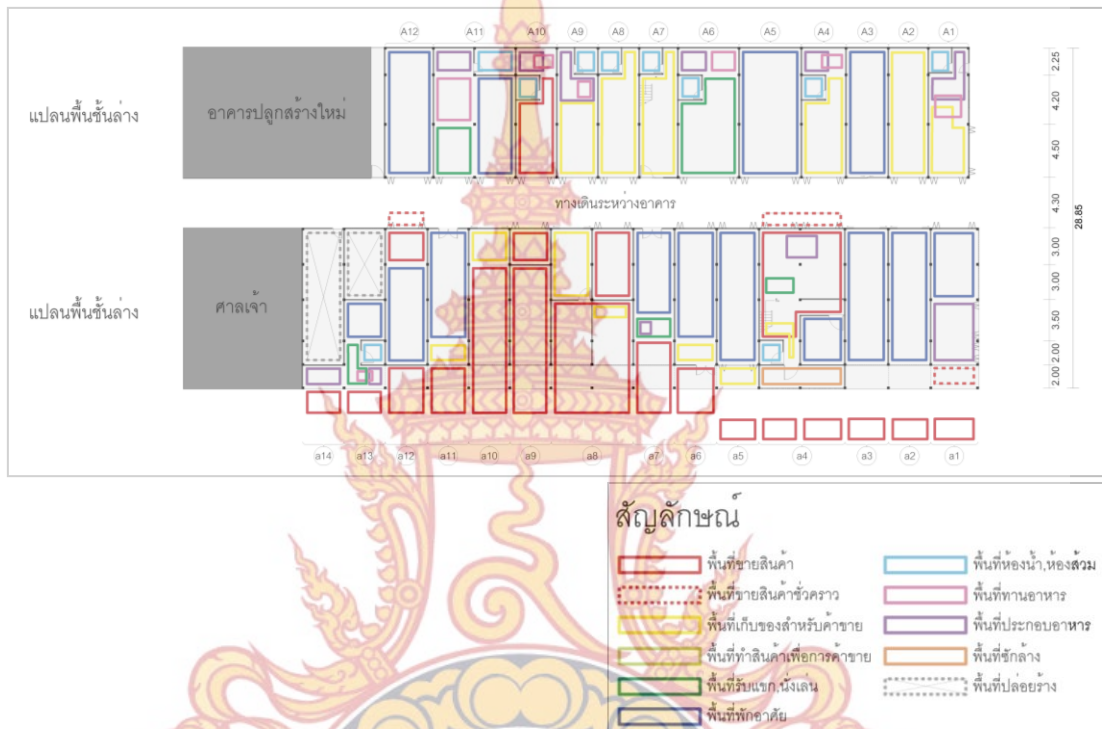 A12 A11 A10 A9 A8 A7 A6 A5 A4 A3 A2 A1
แปลนพื้นชั้นล่าง
อาคารปลูกสร้างใหม่
2.25
4.20
4.50
ทางเดินระหว่างอาคาร
4.30
28.85
แปลนพื้นชั้นล่าง
ศาลเจ้า
3.00
3.00
3.50
2.00
2.00
a14 a13 a12 a11 a10 a9 a8 a7 a6 a5 a4 a3 a2 a1
สัญลักษณ์
พื้นที่ขายสินค้า
พื้นที่ขายสินค้าชั่วคราว
พื้นที่เก็บของสำหรับค้าขาย
พื้นที่ทำสินค้าเพื่อการค้าขาย
พื้นที่รับแขก,นั่งเล่น
พื้นที่พักอาศัย
พื้นที่ห้องน้ำ,ห้องส้วม
พื้นที่ทานอาหาร
พื้นที่ประกอบอาหาร
พื้นที่ซักล้าง
พื้นที่ปล่อยร้าง